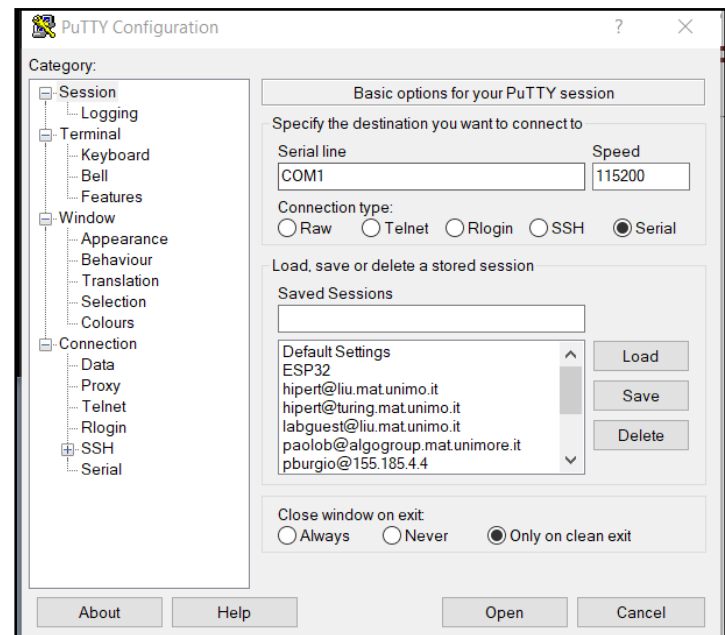 PuTTY Configuration
? 
Category:
Session
Logging
Terminal
Keyboard
Bell
Features
Window
Appearance
Behaviour
Translation
Selection
Colours
Connection
Data
Proxy
Telnet
Rlogin
SSH
Serial
Basic options for your PuTTY session
Specify the destination you want to connect to
Serial line Speed
COM1 115200
Connection type:
Raw Telnet Rlogin SSH Serial
Load, save or delete a stored session
Saved Sessions
Default Settings
ESP32
hipert@liu.mat.unimo.it
hipert@turing.mat.unimo.it
labguest@liu.mat.unimo.it
paolob@algogroup.mat.unimore.it
pburgio@155.185.4.4
Load
Save
Delete
Close window on exit:
Always Never Only on clean exit
About Help Open Cancel